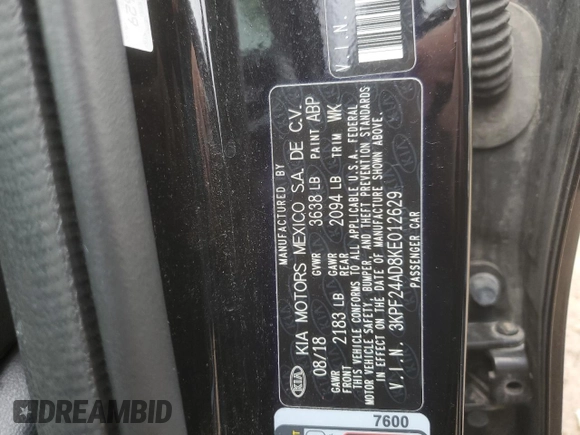 V.I.N.
MANUFACTURED BY
KIA KIA MOTORS MEXICO S.A. DE C.V.
08/18 GVWR 3638 LB PAINT ABP
GAWR FRONT 2183 LB GAWR REAR 2094 LB TRIM WK
THIS VEHICLE CONFORMS TO ALL APPLICABLE U.S.A. FEDERAL
MOTOR VEHICLE SAFETY, BUMPER, AND THEFT PREVENTION STANDARDS
IN EFFECT ON THE DATE OF MANUFACTURE SHOWN ABOVE.
V.I.N. 3KPF24AD8KE012629
PASSENGER CAR
7600
DREAMBID